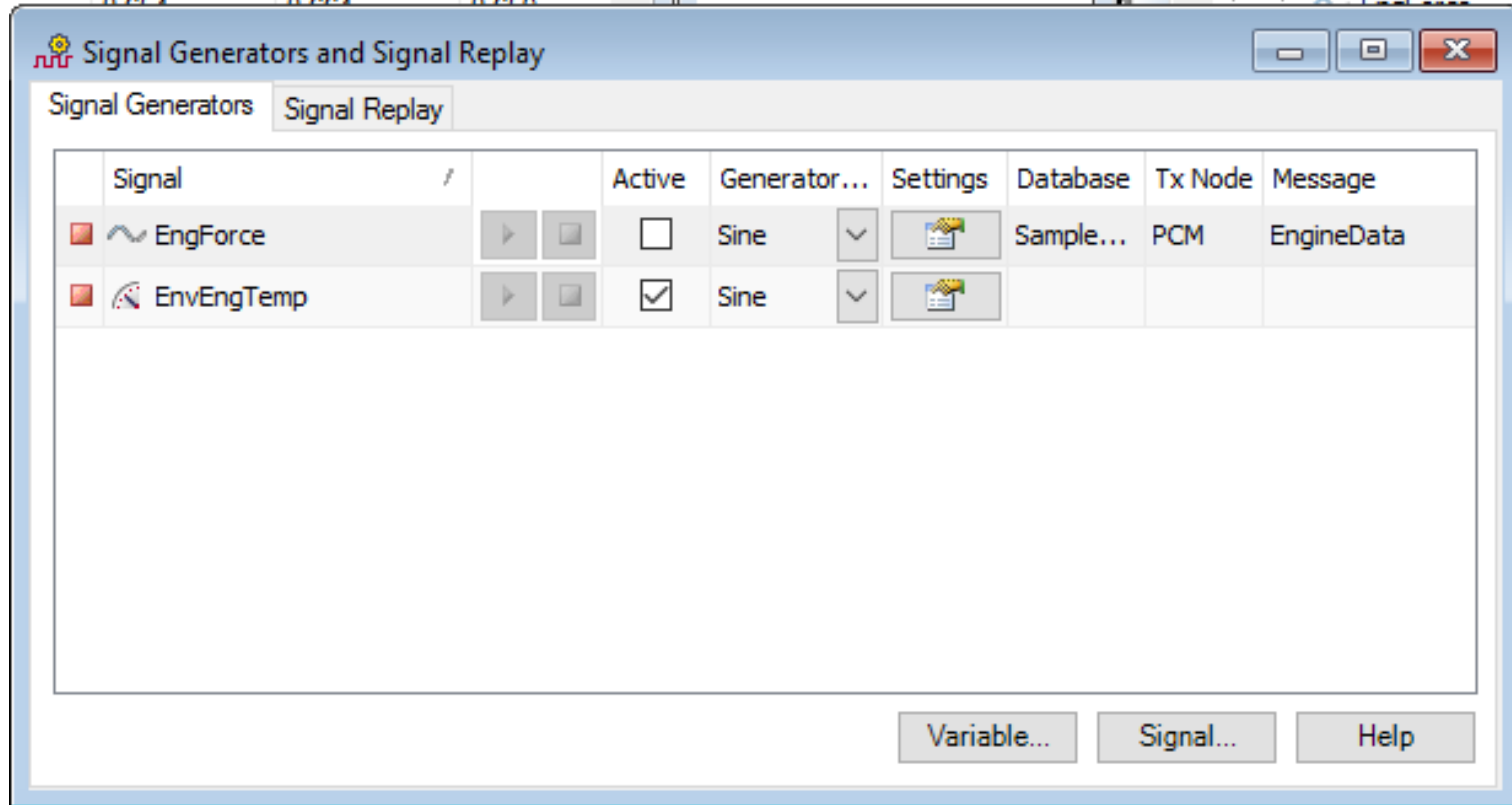 Signal Generators and Signal Replay
Signal Generators Signal Replay
Signal Active Generator... Settings Database Tx Node Message
EngForce Sine Sample... PCM EngineData
EnvEngTemp Sine
Variable... Signal... Help